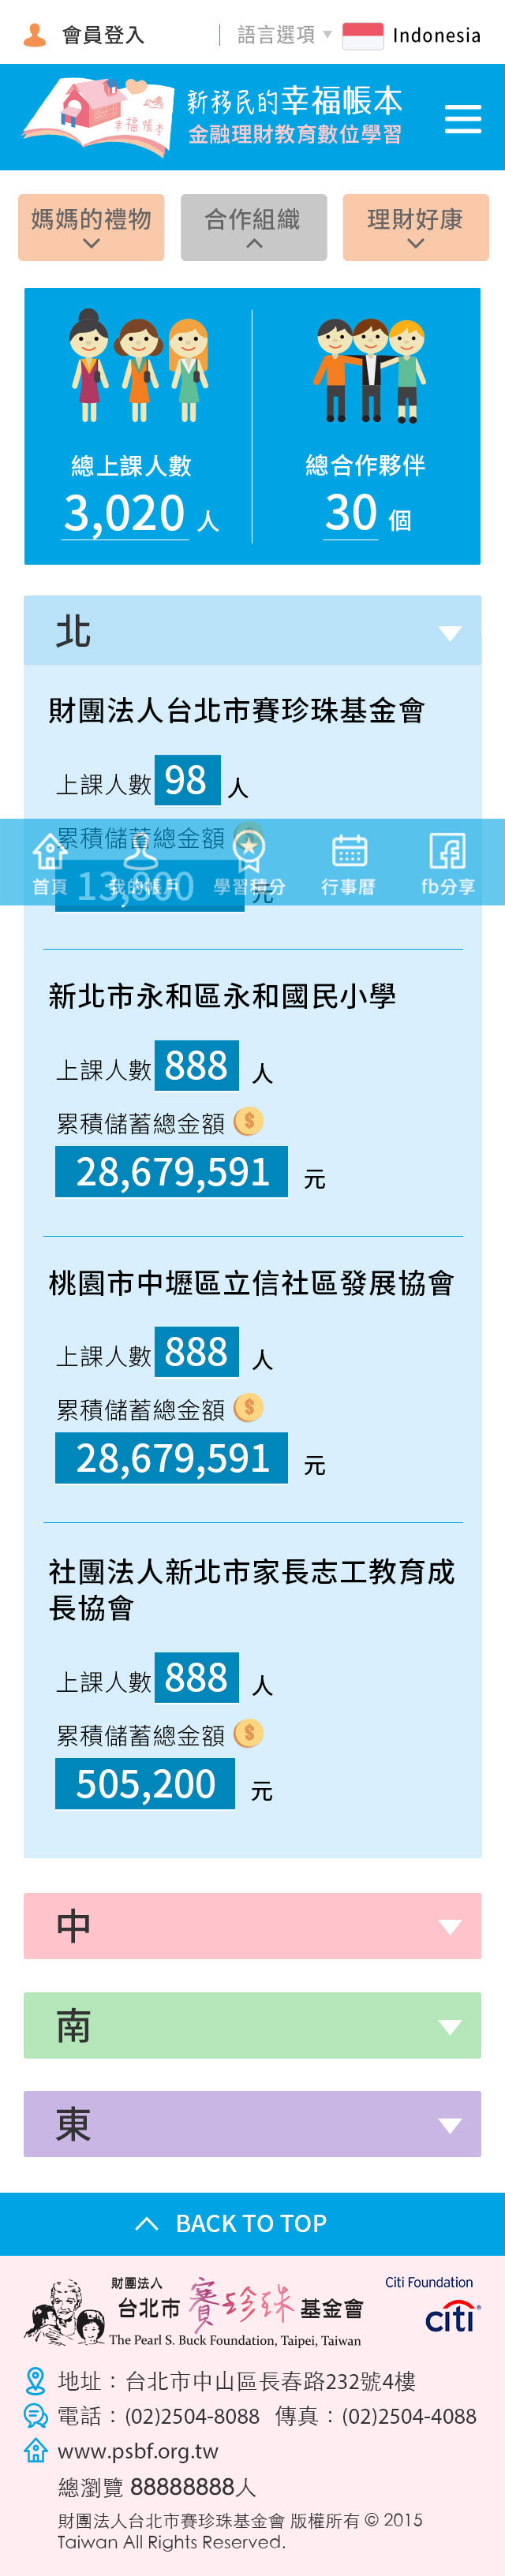 會員登入
語言選項 Indonesia
幸福帳本
新移民的幸福帳本
金融理財教育數位學習
媽媽的禮物
合作組織
理財好康
總上課人數
3,020 人
總合作夥伴
30 個
北
財團法人台北市賽珍珠基金會
上課人數 98 人
累積儲蓄總金額
13,800 元
首頁
我的帳戶
學習積分
行事曆
fb分享
新北市永和區永和國民小學
上課人數 888 人
累積儲蓄總金額 $
28,679,591 元
桃園市中壢區立信社區發展協會
上課人數 888 人
累積儲蓄總金額 $
28,679,591 元
社團法人新北市家長志工教育成
長協會
上課人數 888 人
累積儲蓄總金額 $
505,200 元
中
南
東
BACK TO TOP
財團法人
台北市賽珍珠基金會
The Pearl S. Buck Foundation, Taipei, Taiwan
Citi Foundation
citi®
地址：台北市中山區長春路232號4樓
電話：(02)2504-8088 傳真：(02)2504-4088
www.psbf.org.tw
總瀏覽 88888888人
財團法人台北市賽珍珠基金會 版權所有 © 2015
Taiwan All Rights Reserved.